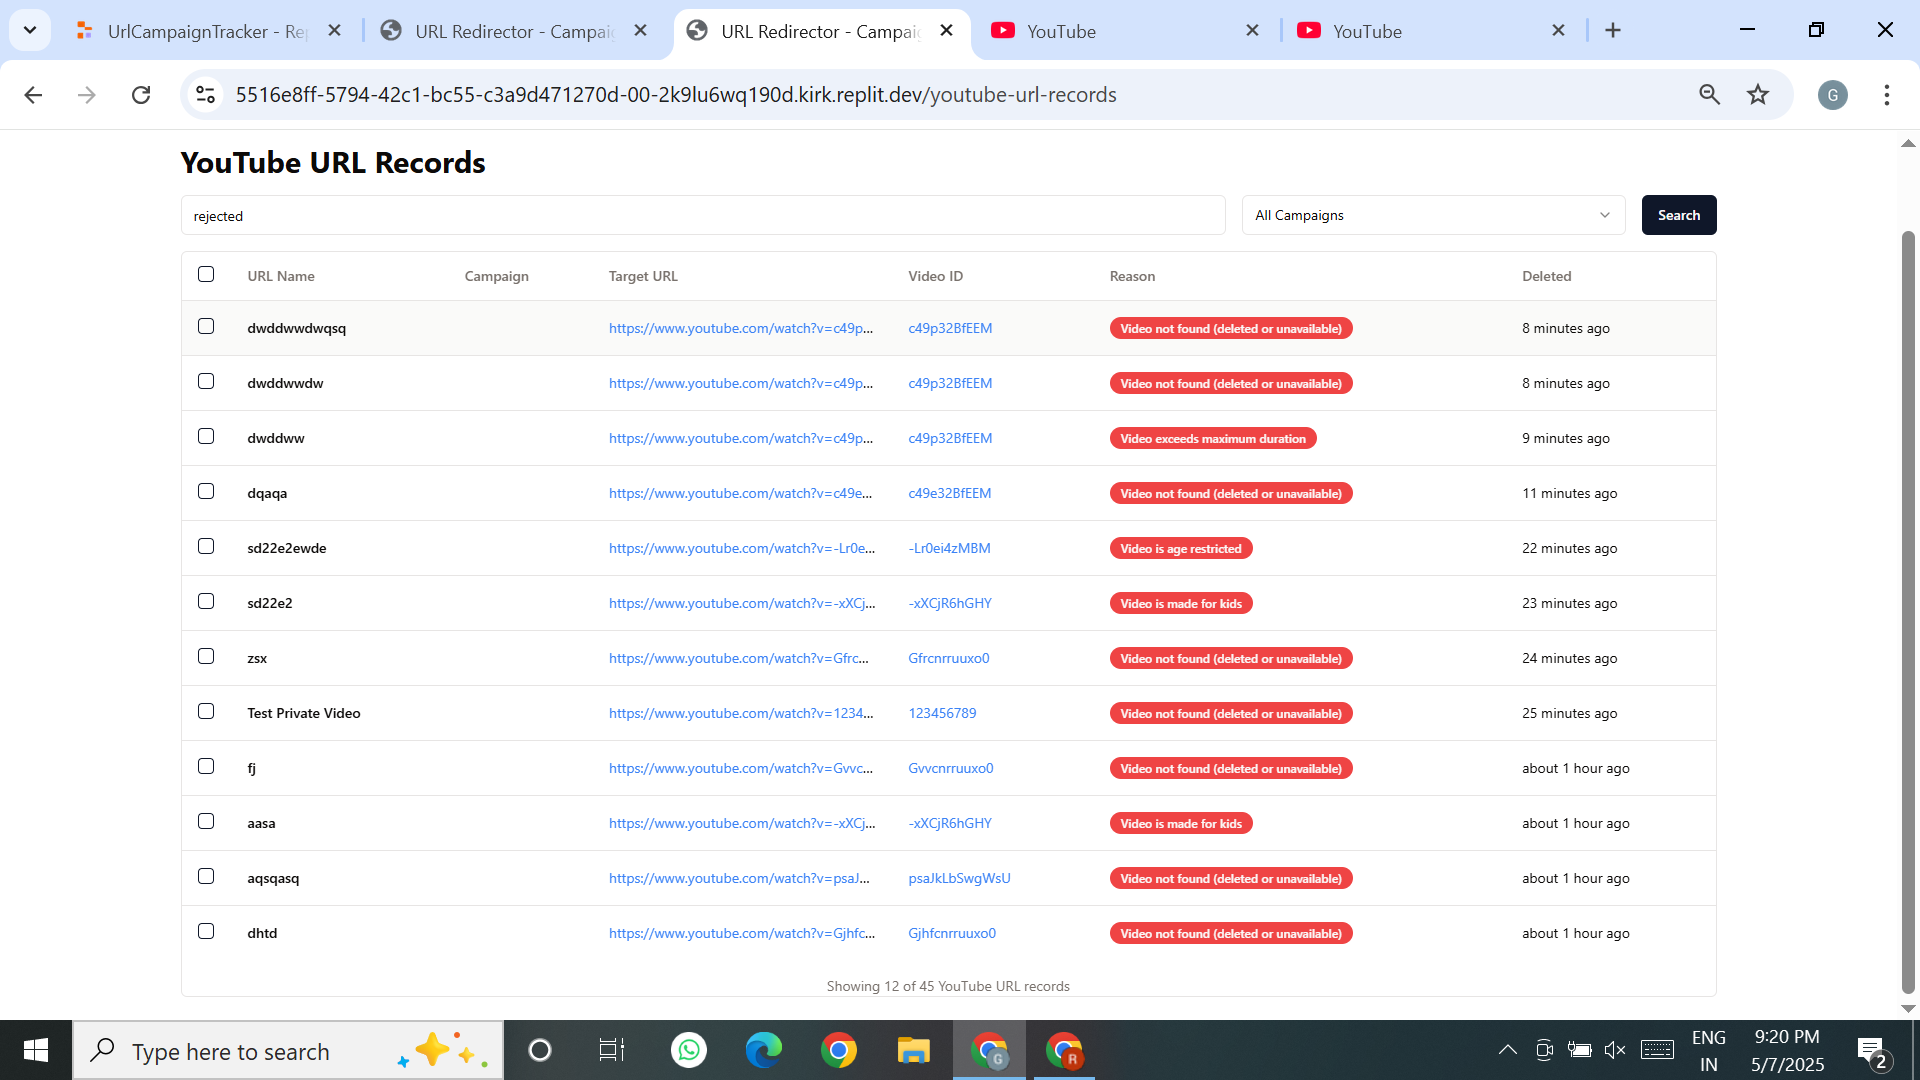 UrlCampaignTracker - Rep
URL Redirector - Campaig
URL Redirector - Campaig
YouTube
YouTube
5516e8ff-5794-42c1-bc55-c3a9d471270d-00-2k9lu6wq190d.kirk.replit.dev/youtube-url-records
G
YouTube URL Records
rejected
All Campaigns
Search
URL Name Campaign Target URL Video ID Reason Deleted
dwddwwdwqsq https://www.youtube.com/watch?v=c49p... c49p32BfEEM Video not found (deleted or unavailable) 8 minutes ago
dwddwwdw https://www.youtube.com/watch?v=c49p... c49p32BfEEM Video not found (deleted or unavailable) 8 minutes ago
dwddww https://www.youtube.com/watch?v=c49p... c49p32BfEEM Video exceeds maximum duration 9 minutes ago
dqaqa https://www.youtube.com/watch?v=c49e... c49e32BfEEM Video not found (deleted or unavailable) 11 minutes ago
sd22e2ewde https://www.youtube.com/watch?v=-Lr0e... -Lr0ei4zMBM Video is age restricted 22 minutes ago
sd22e2 https://www.youtube.com/watch?v=-xXCj... -xXCjR6hGHY Video is made for kids 23 minutes ago
zsx https://www.youtube.com/watch?v=Gfrc... Gfrcnrruuxo0 Video not found (deleted or unavailable) 24 minutes ago
Test Private Video https://www.youtube.com/watch?v=1234... 123456789 Video not found (deleted or unavailable) 25 minutes ago
fj https://www.youtube.com/watch?v=Gvvc... Gvvcnrruuxo0 Video not found (deleted or unavailable) about 1 hour ago
aasa https://www.youtube.com/watch?v=-xXCj... -xXCjR6hGHY Video is made for kids about 1 hour ago
aqsqasq https://www.youtube.com/watch?v=psaJ... psaJkLbSwgWsU Video not found (deleted or unavailable) about 1 hour ago
dhtd https://www.youtube.com/watch?v=Gjhfc... Gjhfcnrruuxo0 Video not found (deleted or unavailable) about 1 hour ago
Showing 12 of 45 YouTube URL records
Type here to search
G
R
ENG
IN
9:20 PM
5/7/2025
2